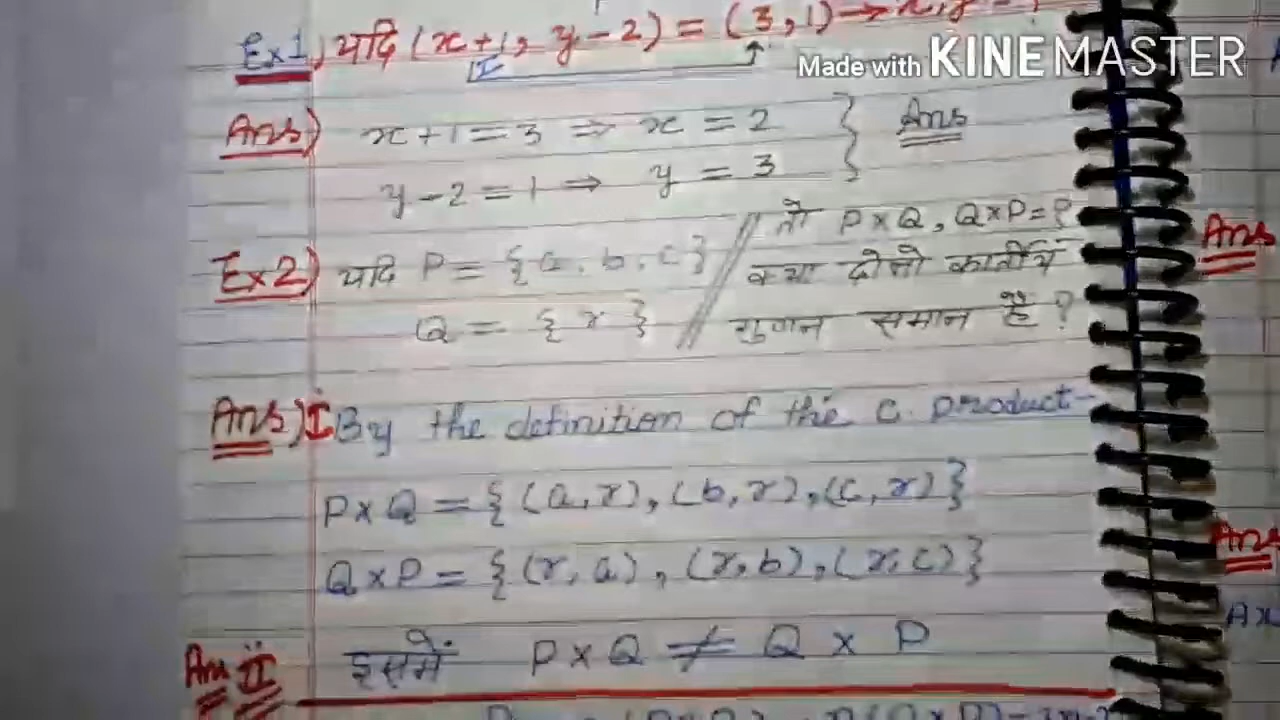 Ex1) यदि (x+1, y-2) = (3,1) → x, y = ?
Made with KINEMASTER
I
Ans) x+1=3 ⇒ x = 2
y-2=1 ⇒ y = 3
} Ans
Ex2) यदि P = {a, b, c} // तो P×Q, Q×P=?
Q = {r} // क्या दोनो कार्तीय
गुणन समान हैं ?
Ans) I By the definition of the C. product-
P×Q = {(a,r), (b,r), (c,r)}
Q×P = {(r,a), (r,b), (r,c)}
Ans II इसमें P×Q ≠ Q × P
Ans
Ans